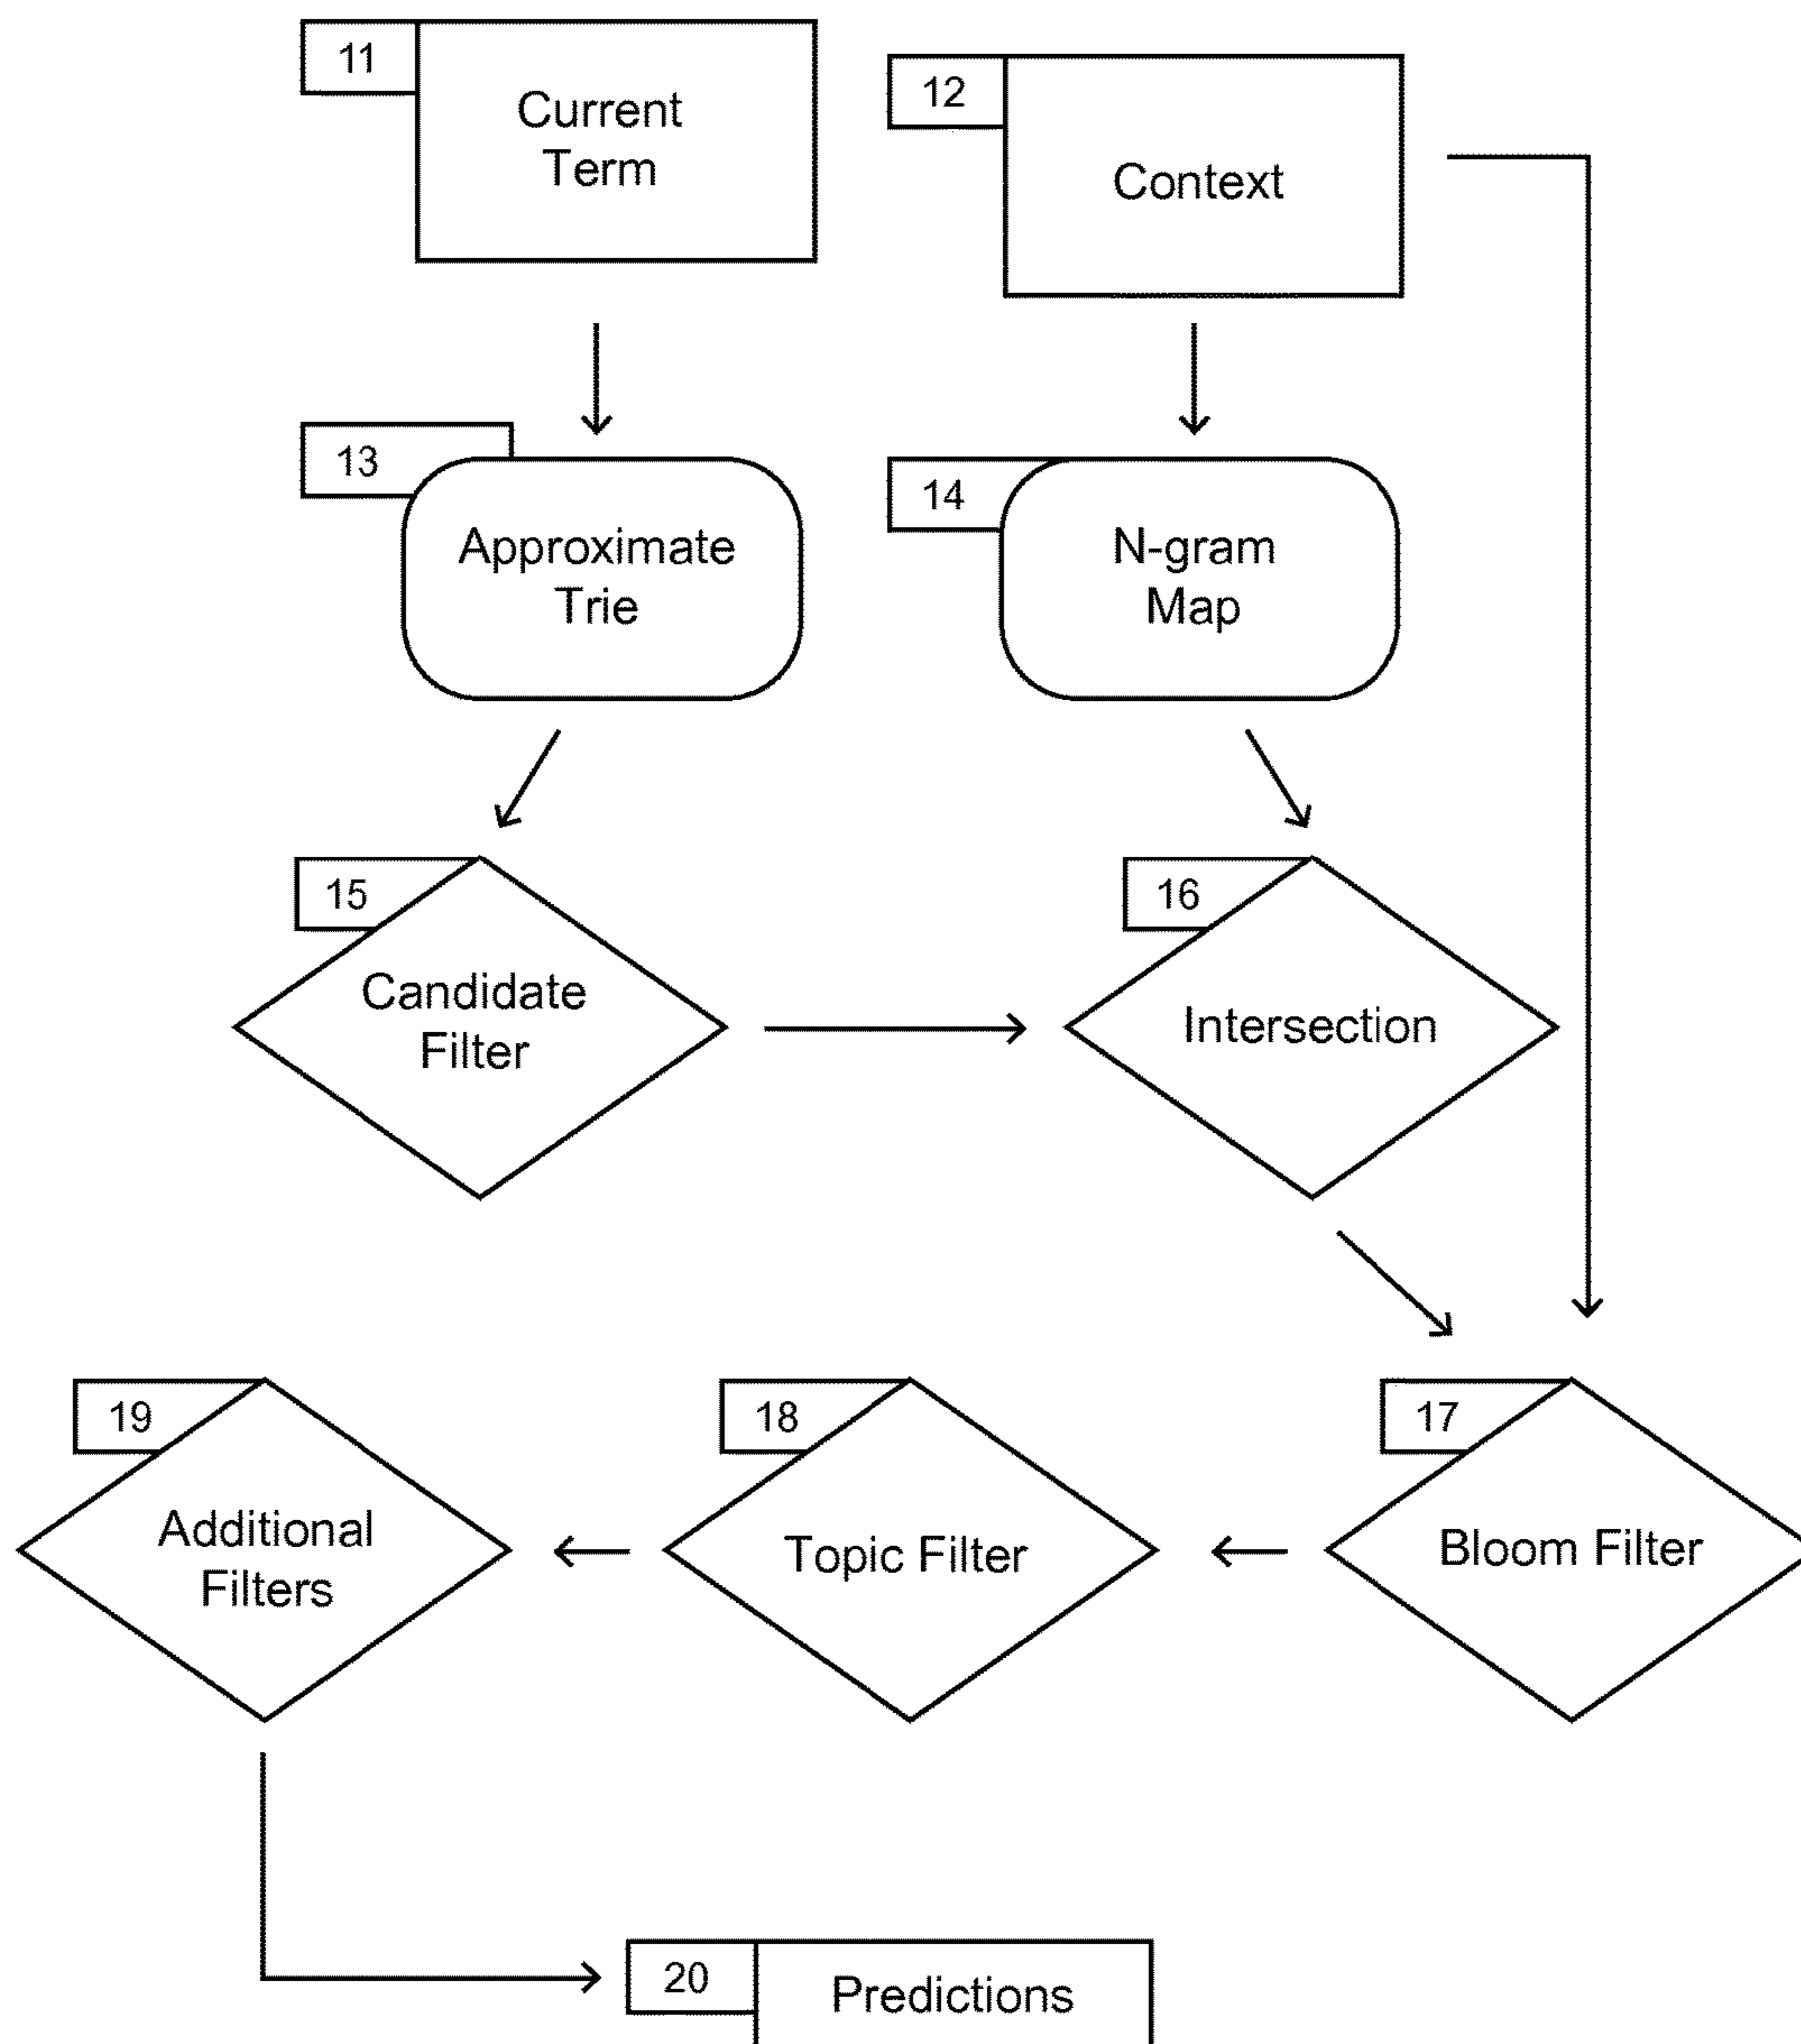 11
Current
Term
12
Context
13
Approximate
Trie
14
N-gram
Map
15
Candidate
Filter
16
Intersection
19
Additional
Filters
18
Topic Filter
17
Bloom Filter
20
Predictions